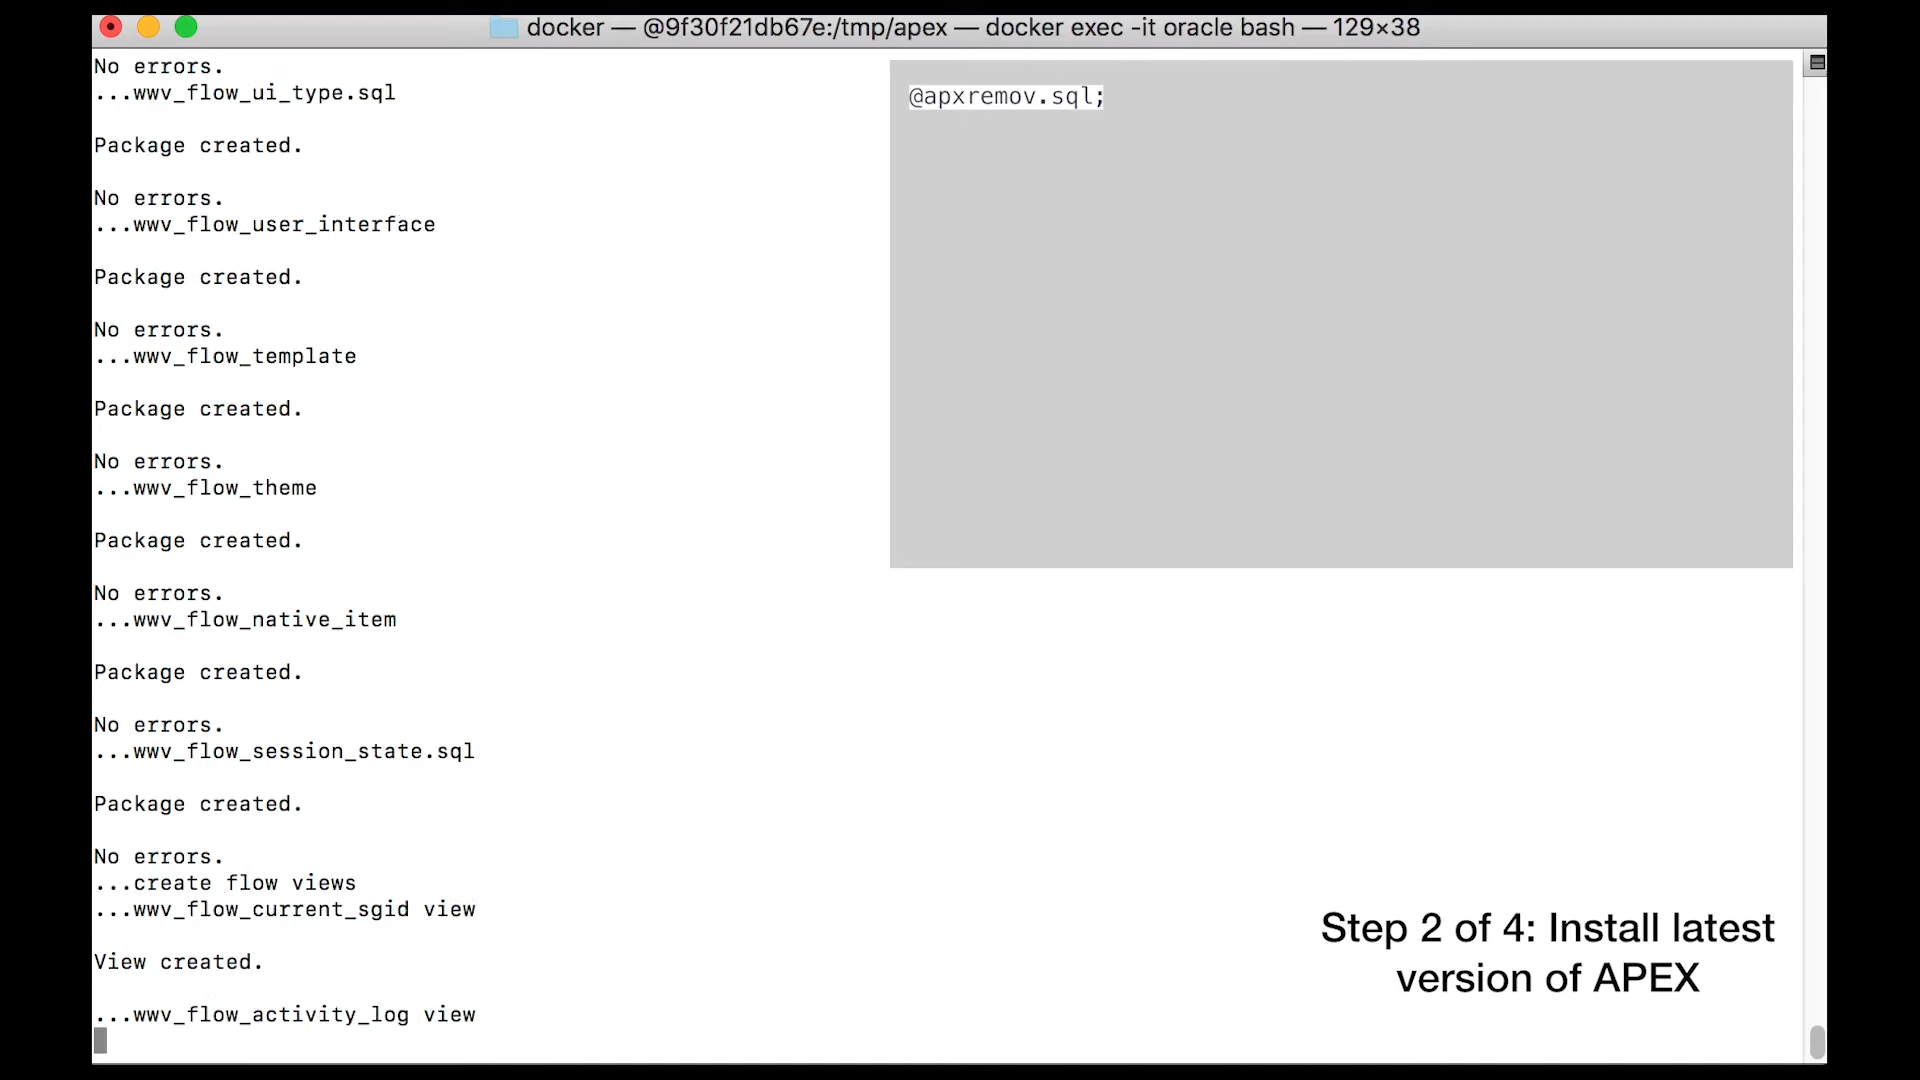 docker — @9f30f21db67e:/tmp/apex — docker exec -it oracle bash — 129×38
No errors.
...wwv_flow_ui_type.sql
Package created.
No errors.
...wwv_flow_user_interface
Package created.
No errors.
...wwv_flow_template
Package created.
No errors.
...wwv_flow_theme
Package created.
No errors.
...wwv_flow_native_item
Package created.
No errors.
...wwv_flow_session_state.sql
Package created.
No errors.
...create flow views
...wwv_flow_current_sgid view
View created.
...wwv_flow_activity_log view
@apxremov.sql;
Step 2 of 4: Install latest
version of APEX